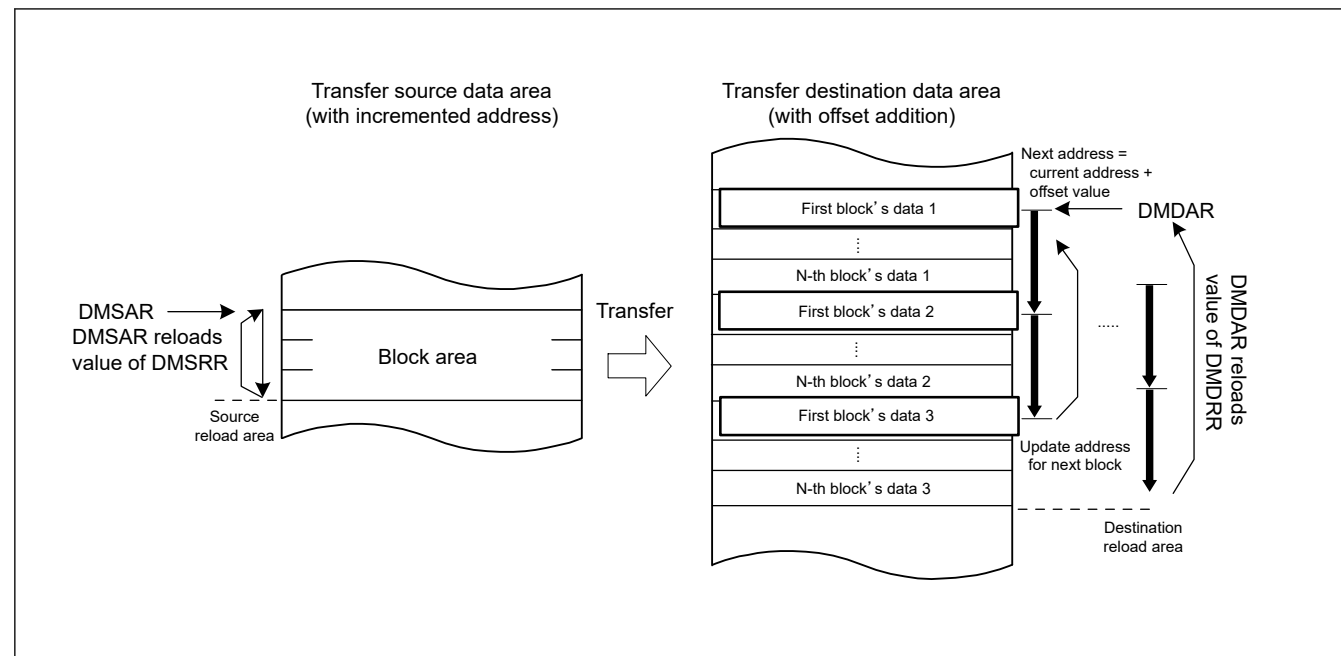 Transfer source data area
(with incremented address)
Transfer destination data area
(with offset addition)
DMSAR
DMSAR reloads
value of DMSRR
Source
reload area
Block area
Transfer
First block’s data 1
⋮
N-th block’s data 1
First block’s data 2
⋮
N-th block’s data 2
First block’s data 3
⋮
N-th block’s data 3
Next address =
current address +
offset value
DMDAR
.....
Update address
for next block
Destination
reload area
DMDAR reloads
value of DMDRR